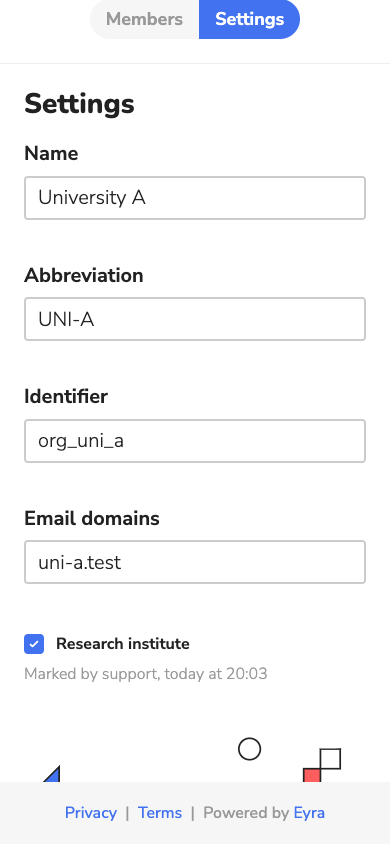 Members Settings
Settings
Name
University A
Abbreviation
UNI-A
Identifier
org_uni_a
Email domains
uni-a.test
Research institute
Marked by support, today at 20:03
Privacy | Terms | Powered by Eyra